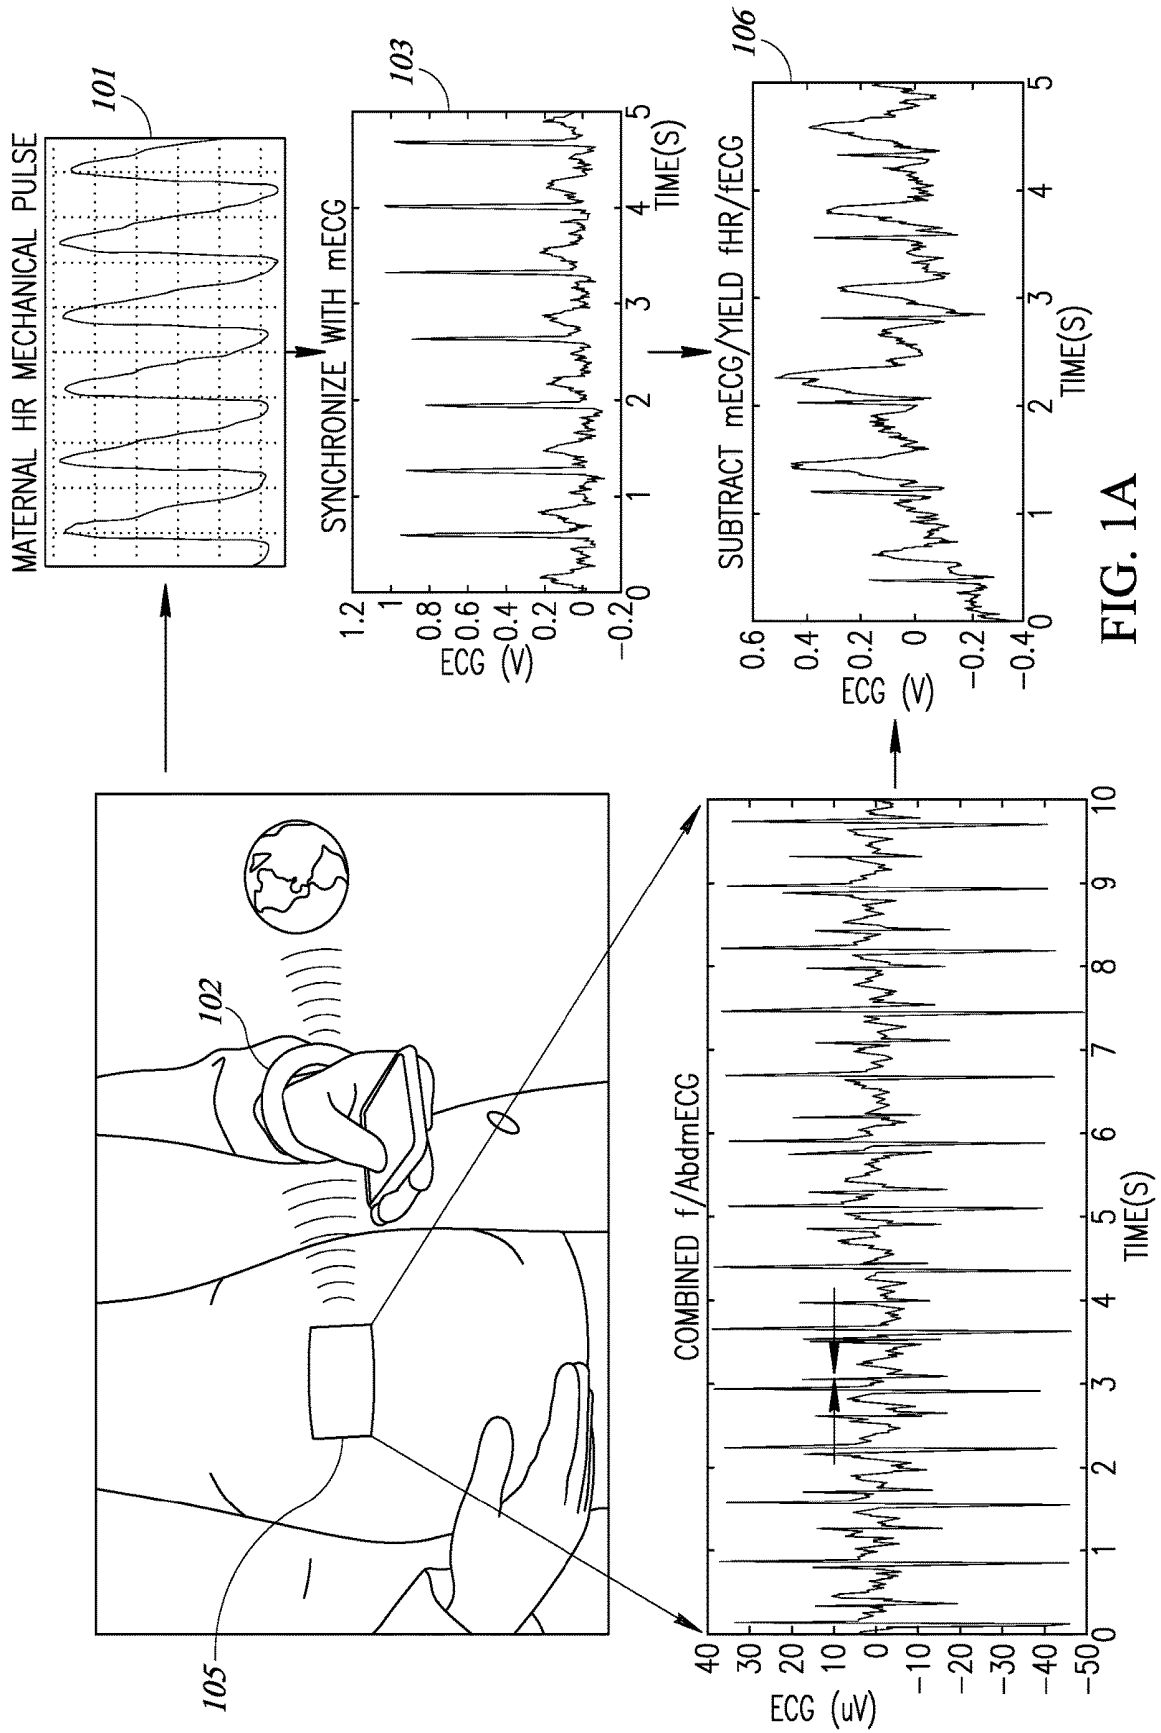 MATERNAL HR MECHANICAL PULSE
101
102
105
SYNCHRONIZE WITH mECG
103
1.2
1
0.8
0.6
0.4
0.2
0
-0.2
ECG (V)
0 1 2 3 4 5
TIME(S)
COMBINED f/AbdmECG
40
30
20
10
0
-10
-20
-30
-40
-50
ECG (uV)
0 1 2 3 4 5 6 7 8 9 10
TIME(S)
SUBTRACT mECG/YIELD fHR/fECG
106
0.6
0.4
0.2
0
-0.2
-0.4
ECG (V)
0 1 2 3 4 5
TIME(S)
FIG. 1A